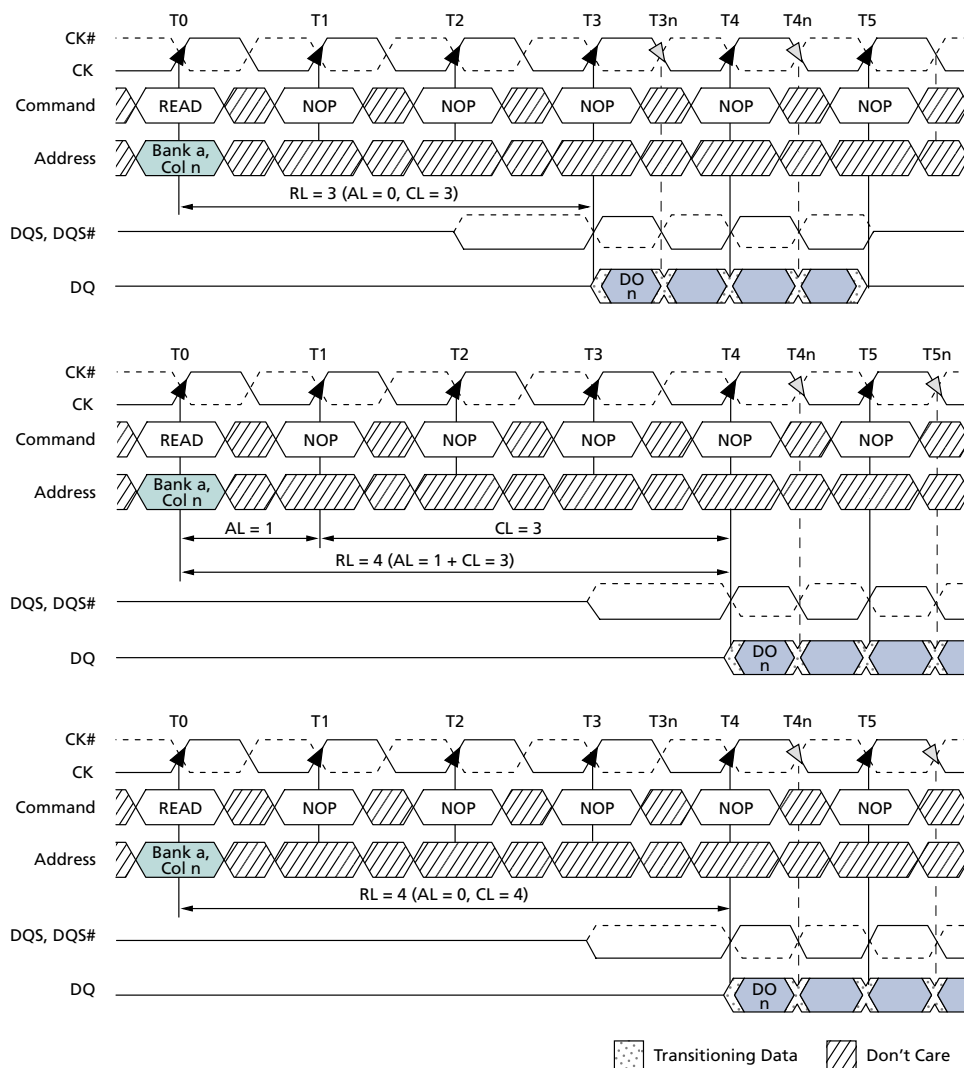 T0 T1 T2 T3 T3n T4 T4n T5
CK#
CK
Command READ NOP NOP NOP NOP NOP
Address Bank a,
Col n
RL = 3 (AL = 0, CL = 3)
DQS, DQS#
DQ DO
n
T0 T1 T2 T3 T4 T4n T5 T5n
CK#
CK
Command READ NOP NOP NOP NOP NOP
Address Bank a,
Col n
AL = 1 CL = 3
RL = 4 (AL = 1 + CL = 3)
DQS, DQS#
DQ DO
n
T0 T1 T2 T3 T3n T4 T4n T5
CK#
CK
Command READ NOP NOP NOP NOP NOP
Address Bank a,
Col n
RL = 4 (AL = 0, CL = 4)
DQS, DQS#
DQ DO
n
Transitioning Data Don’t Care